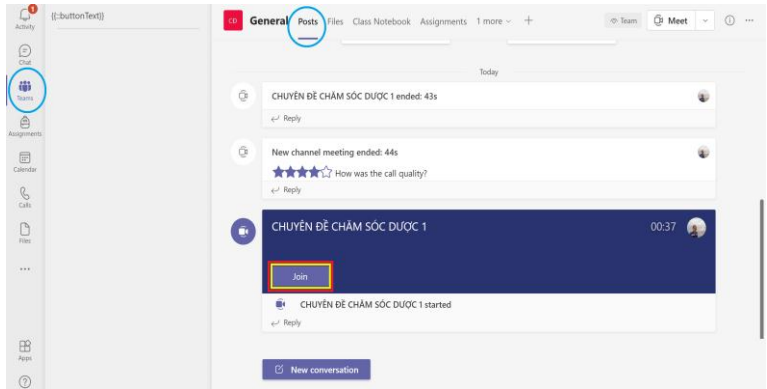 Activity
Chat
Teams
Assignments
Calendar
Calls
Files
...
Apps
{{::buttonText}}
CD General Posts Files Class Notebook Assignments 1 more +
Team Meet
Today
CHUYÊN ĐỀ CHĂM SÓC DƯỢC 1 ended: 43s
Reply
New channel meeting ended: 44s
How was the call quality?
Reply
CHUYÊN ĐỀ CHĂM SÓC DƯỢC 1 00:37
Join
CHUYÊN ĐỀ CHĂM SÓC DƯỢC 1 started
Reply
New conversation